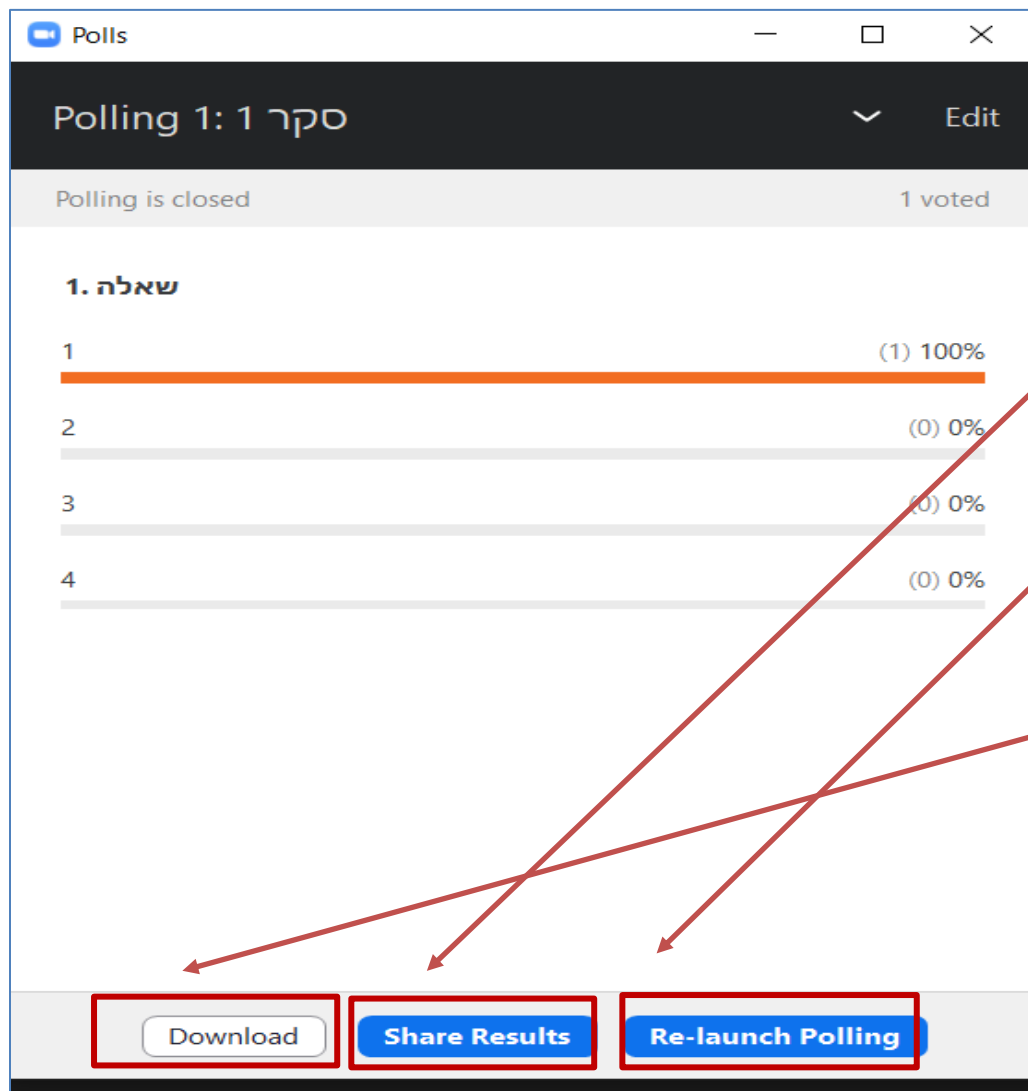 Polls
Polling 1: סקר 1 Edit
Polling is closed 1 voted
1. שאלה
1 (1) 100%
2 (0) 0%
3 (0) 0%
4 (0) 0%
Download Share Results Re-launch Polling